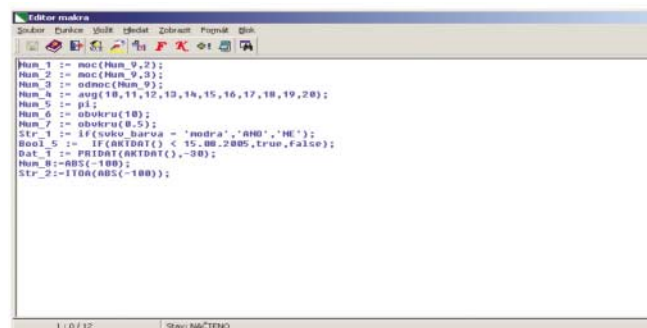 Editor makra
Soubor Funkce Vložit Hledat Zobrazit Formát Blok
Num_1 := moc(Num_9,2);
Num_2 := moc(Num_9,3);
Num_3 := odmoc(Num_9);
Num_4 := avg(10,11,12,13,14,15,16,17,18,19,20);
Num_5 := pi;
Num_6 := obvkru(10);
Num_7 := obvkru(0.5);
Str_1 := if(svkv_barva = 'modra','ANO','NE');
Bool_5 := IF(AKTDAT() < 15.08.2005,true,false);
Dat_1 := PRIDAT(AKTDAT(),-30);
Num_8:=ABS(-100);
Str_2:=ITOA(ABS(-100));
1 : 0 / 12 Stav: NAČTENO